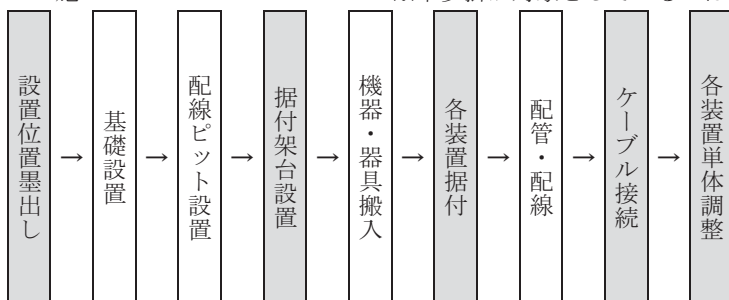 設置位置墨出し
→
基礎設置
→
配線ピット設置
→
据付架台設置
→
機器・器具搬入
→
各装置据付
→
配管・配線
→
ケーブル接続
→
各装置単体調整